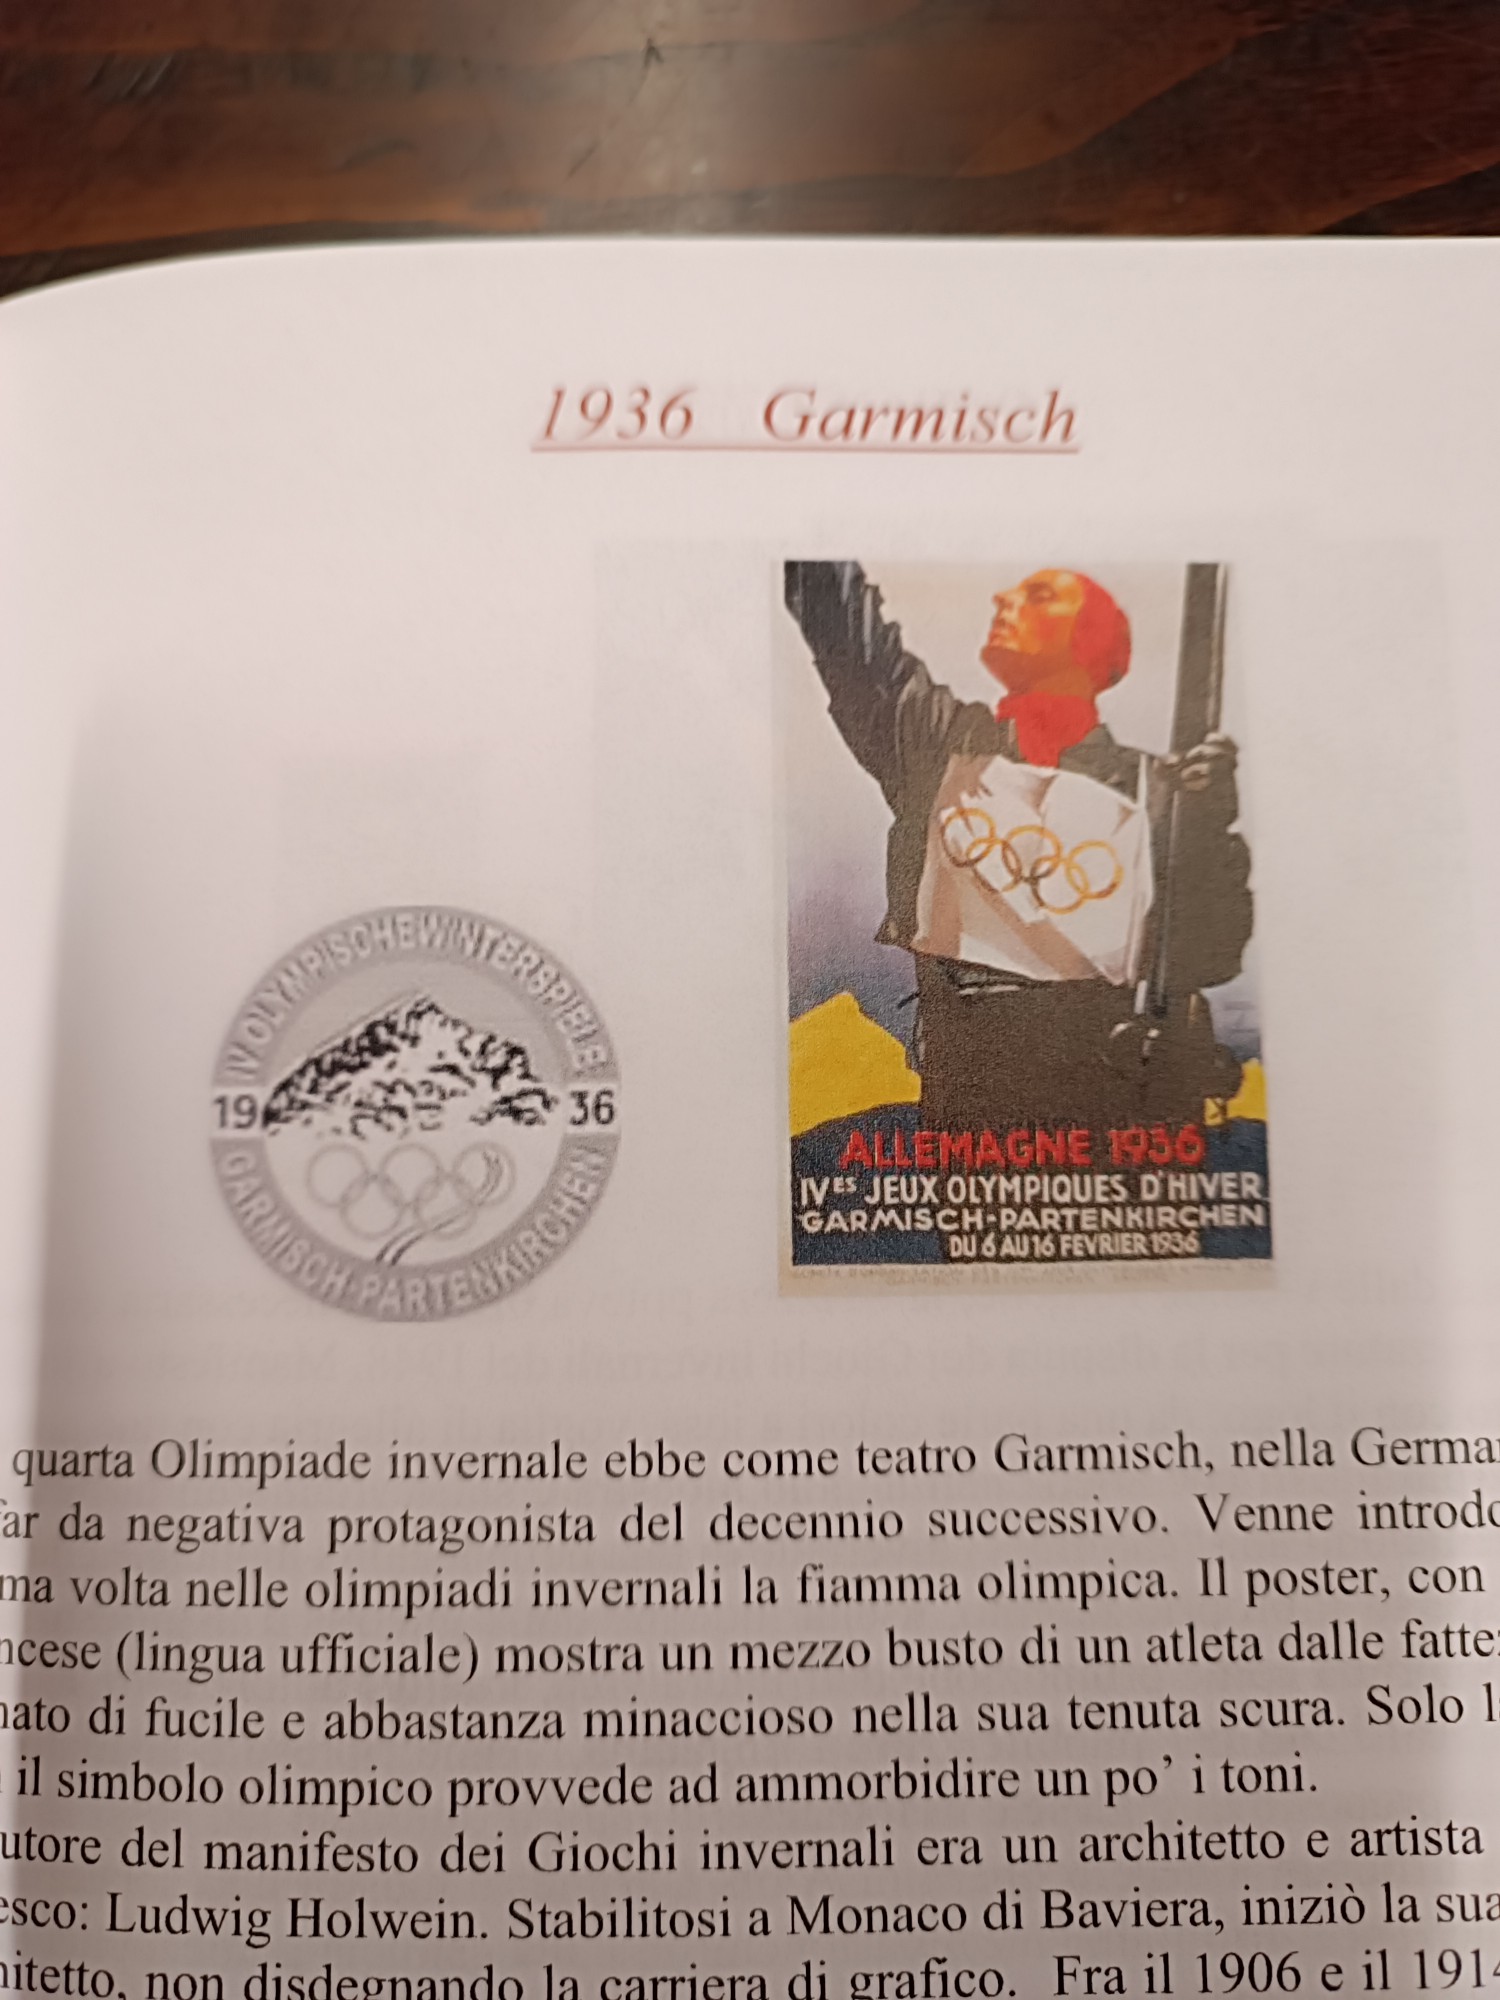 1936 Garmisch
IV OLYMPISCHE WINTERSPIELE
19 36
GARMISCH-PARTENKIRCHEN
ALLEMAGNE 1936
IVES JEUX OLYMPIQUES D'HIVER
GARMISCH-PARTENKIRCHEN
DU 6 AU 16 FEVRIER 1936
quarta Olimpiade invernale ebbe come teatro Garmisch, nella Germa
far da negativa protagonista del decennio successivo. Venne introdo
ma volta nelle olimpiadi invernali la fiamma olimpica. Il poster, con
ncese (lingua ufficiale) mostra un mezzo busto di un atleta dalle fatte
nato di fucile e abbastanza minaccioso nella sua tenuta scura. Solo l
il simbolo olimpico provvede ad ammorbidire un po' i toni.
utore del manifesto dei Giochi invernali era un architetto e artista
esco: Ludwig Holwein. Stabilitosi a Monaco di Baviera, iniziò la sua
hitetto, non disdegnando la carriera di grafico. Fra il 1906 e il 1914